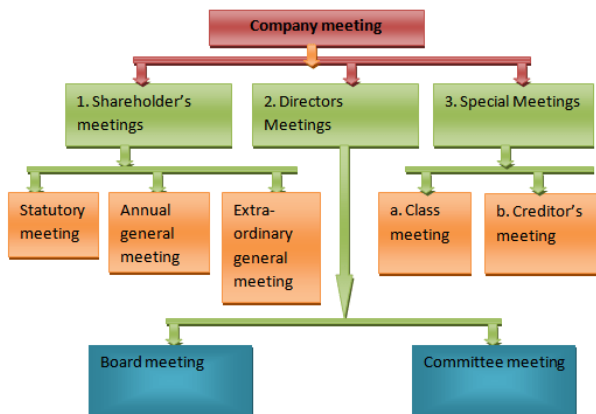 Company meeting
1. Shareholder's
meetings
2. Directors
Meetings
3. Special Meetings
Statutory
meeting
Annual
general
meeting
Extra-
ordinary
general
meeting
a. Class
meeting
b. Creditor's
meeting
Board meeting
Committee meeting